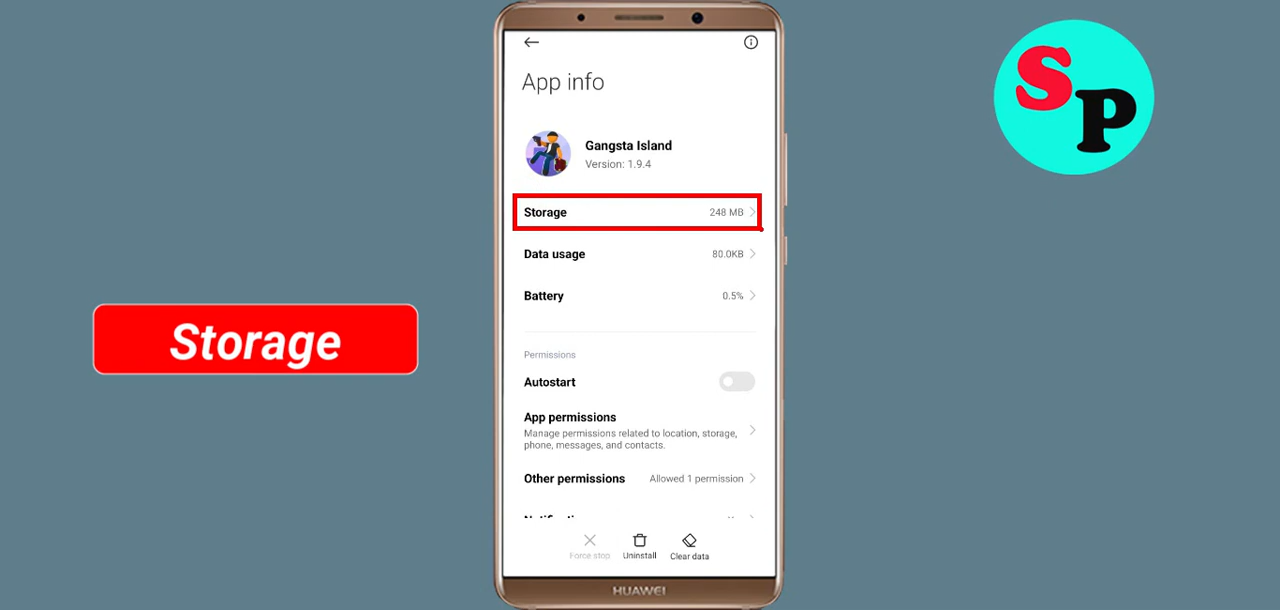 App info
Gangsta Island
Version: 1.9.4
Storage 248 MB
Data usage 80.0KB
Battery 0.5%
Permissions
Autostart
App permissions
Manage permissions related to location, storage,
phone, messages, and contacts.
Other permissions Allowed 1 permission
Force stop Uninstall Clear data
HUAWEI
Storage
SP